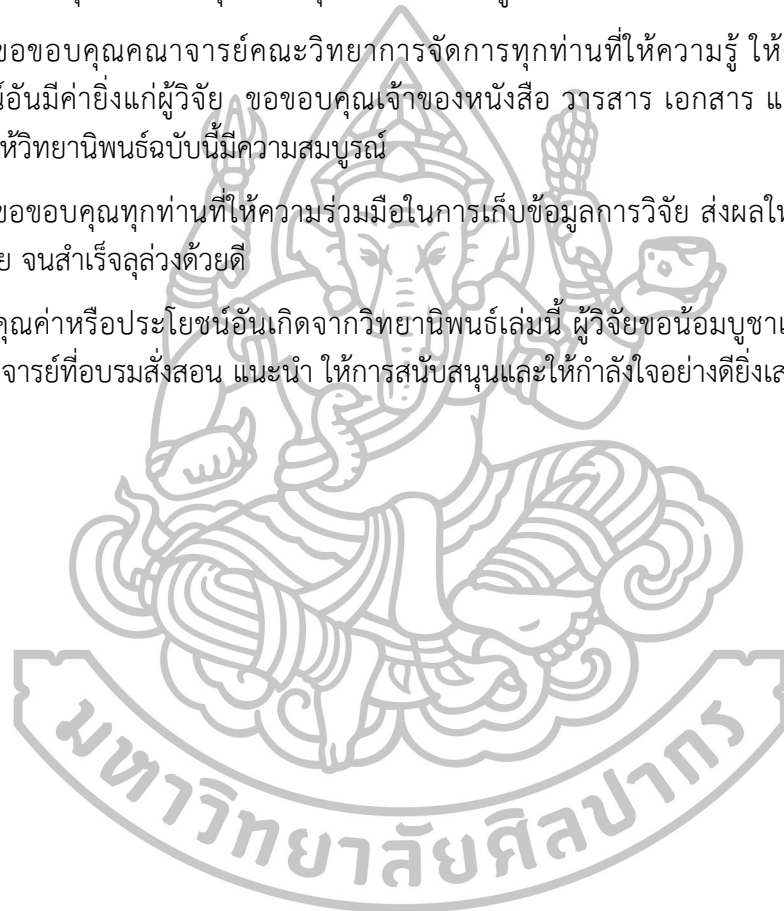 ขอขอบคุณคณาจารย์คณะวิทยาการจัดการทุกท่านที่ให้ความรู้ ให้
อันมีค่ายิ่งแก่ผู้วิจัย ขอขอบคุณเจ้าของหนังสือ วารสาร เอกสาร
ให้วิทยานิพนธ์ฉบับนี้มีความสมบูรณ์
ขอขอบคุณทุกท่านที่ให้ความร่วมมือในการเก็บข้อมูลการวิจัย ส่งผลให้
จนสำเร็จลุล่วงด้วยดี
คุณค่าหรือประโยชน์อันเกิดจากวิทยานิพนธ์เล่มนี้ ผู้วิจัยขอน้อมบูชา
จารย์ที่อบรมสั่งสอน แนะนำ ให้การสนับสนุนและให้กำลังใจอย่างดียิ่ง
มหาวิทยาลัยศิลปากร